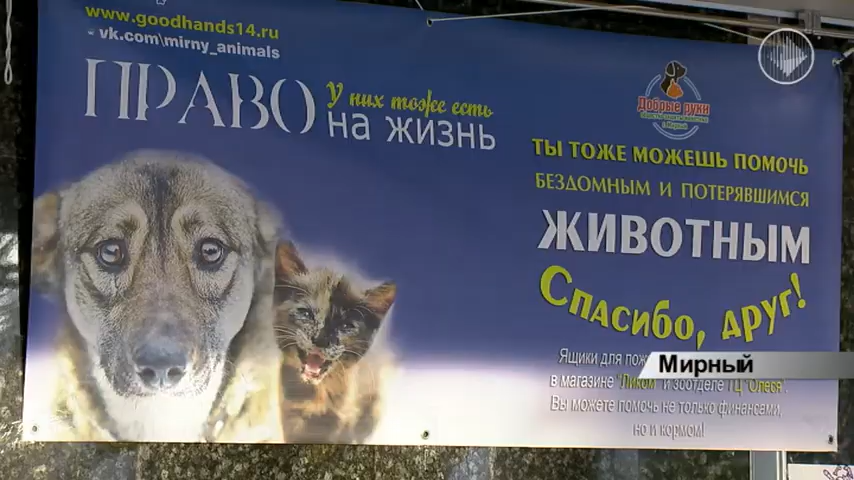 www.goodhands14.ru
vk.com\mirny_animals
ПРАВО
У них тоже есть
на жизнь
Добрые руки
г. Мирный
ТЫ ТОЖЕ МОЖЕШЬ ПОМОЧЬ
БЕЗДОМНЫМ И ПОТЕРЯВШИМСЯ
ЖИВОТНЫМ
Спасибо, друг!
Ящики для
Мирный
в магазине "Ликом" и зоотделе ТЦ "Олеся".
Вы можете помочь не только финансами,
но и кормом!